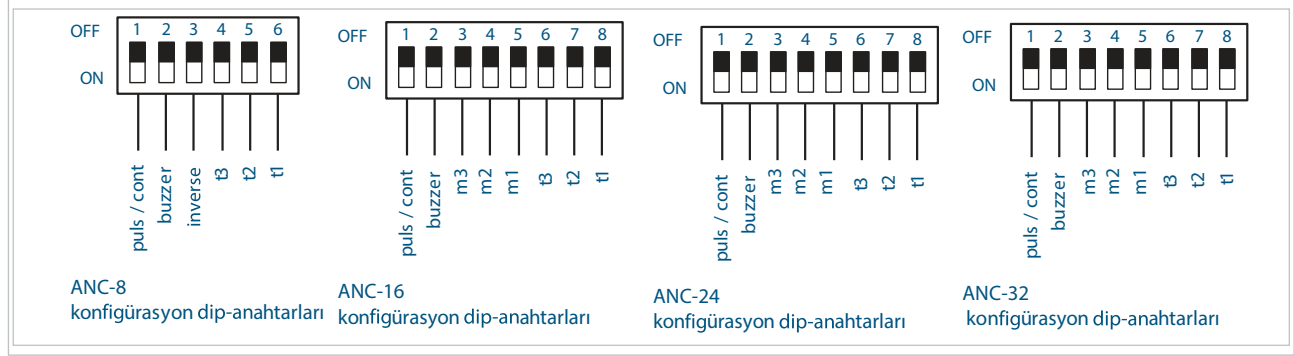 OFF
1 2 3 4 5 6
ON
puls / cont
buzzer
inverse
t3
t2
t1
ANC-8
konfigürasyon dip-anahtarları
OFF
1 2 3 4 5 6 7 8
ON
puls / cont
buzzer
m3
m2
m1
t3
t2
t1
ANC-16
konfigürasyon dip-anahtarları
OFF
1 2 3 4 5 6 7 8
ON
puls / cont
buzzer
m3
m2
m1
t3
t2
t1
ANC-24
konfigürasyon dip-anahtarları
OFF
1 2 3 4 5 6 7 8
ON
puls / cont
buzzer
m3
m2
m1
t3
t2
t1
ANC-32
konfigürasyon dip-anahtarları